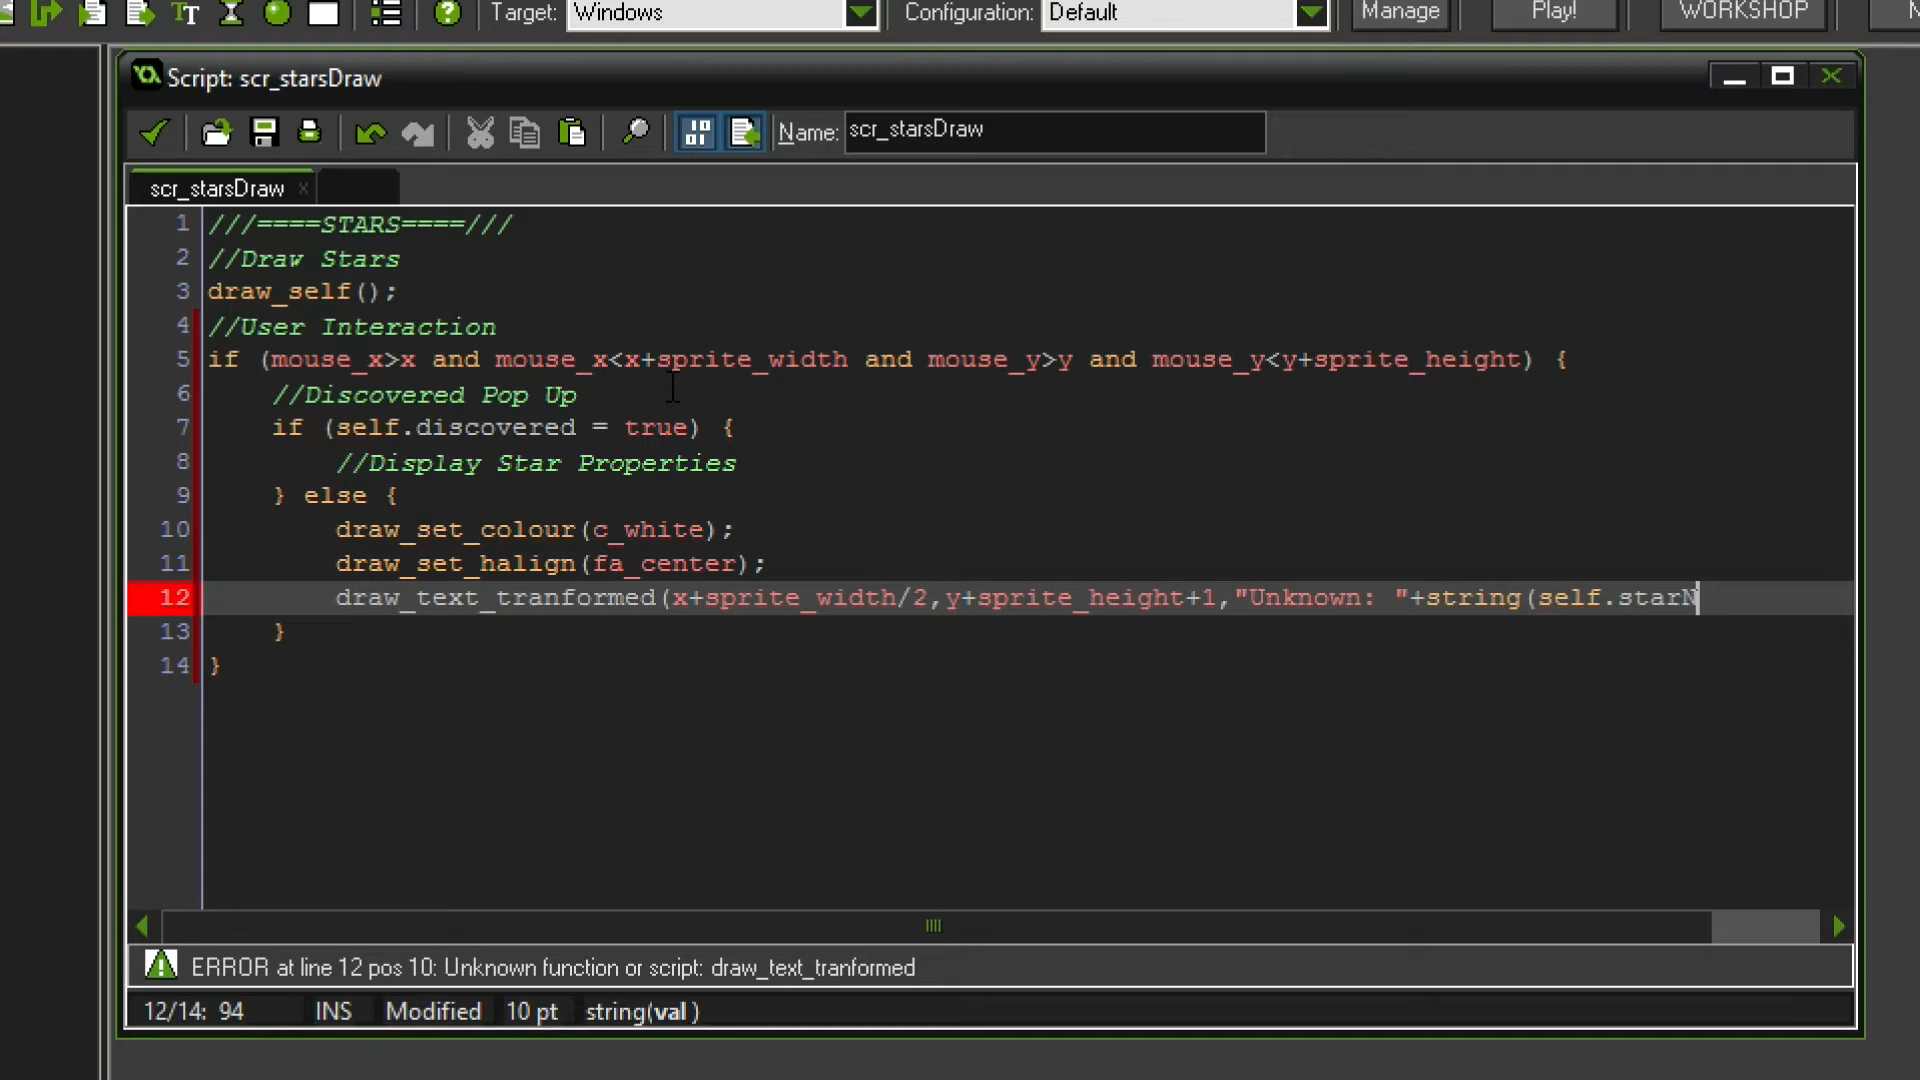 Target: Windows Configuration: Default Manage Play! WORKSHOP
Script: scr_starsDraw
Name: scr_starsDraw
scr_starsDraw x
1 ///====STARS====///
2 //Draw Stars
3 draw_self();
4 //User Interaction
5 if (mouse_x>x and mouse_x<x+sprite_width and mouse_y>y and mouse_y<y+sprite_height) {
6 //Discovered Pop Up
7 if (self.discovered = true) {
8 //Display Star Properties
9 } else {
10 draw_set_colour(c_white);
11 draw_set_halign(fa_center);
12 draw_text_tranformed(x+sprite_width/2,y+sprite_height+1,"Unknown: "+string(self.starN
13 }
14 }
ERROR at line 12 pos 10: Unknown function or script: draw_text_tranformed
12/14: 94 INS Modified 10 pt string(val )